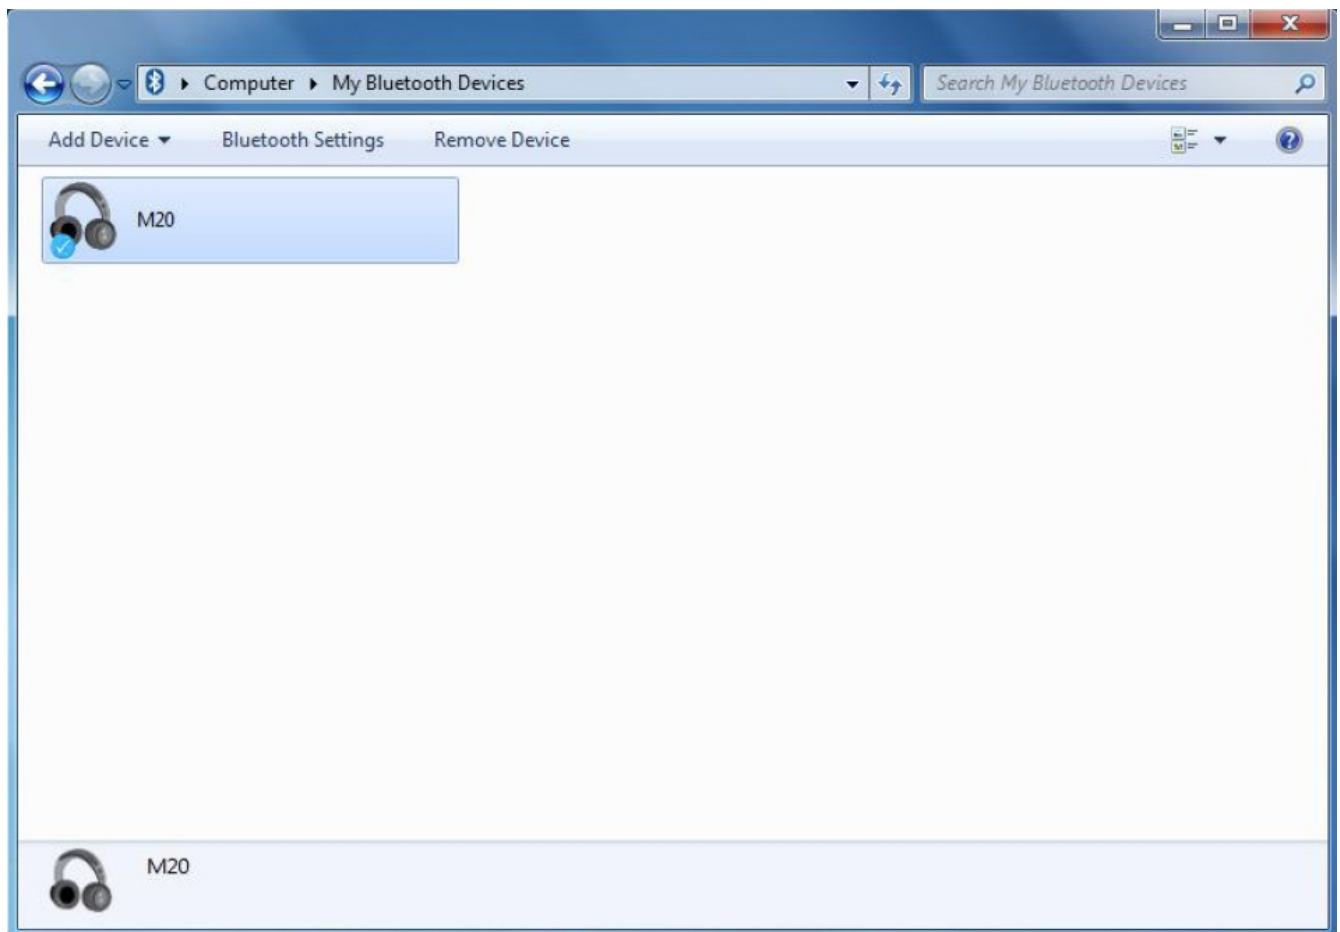 Computer My Bluetooth Devices Search My Bluetooth Devices
Add Device Bluetooth Settings Remove Device
M20
M20